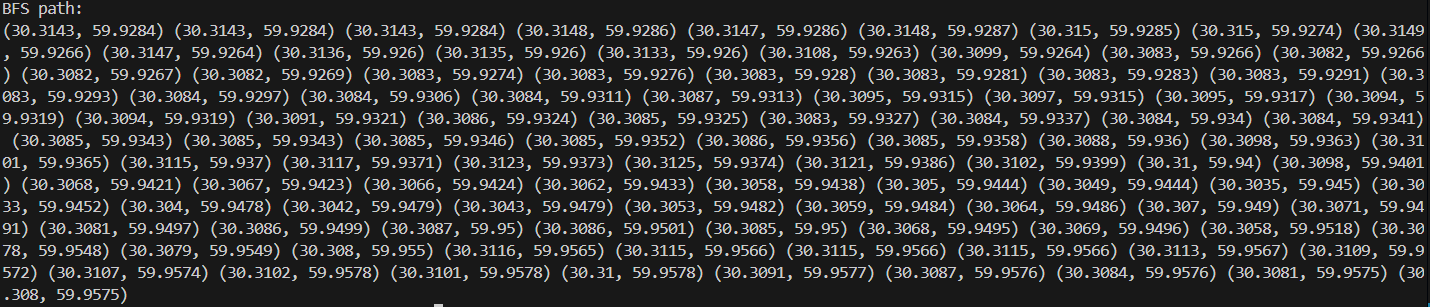 BFS path:
(30.3143, 59.9284) (30.3143, 59.9284) (30.3143, 59.9284) (30.3148, 59.9286) (30.3147, 59.9286) (30.3148, 59.9287) (30.315, 59.9285) (30.315, 59.9274) (30.3149
, 59.9266) (30.3147, 59.9264) (30.3136, 59.926) (30.3135, 59.926) (30.3133, 59.926) (30.3108, 59.9263) (30.3099, 59.9264) (30.3083, 59.9266) (30.3082, 59.9266
) (30.3082, 59.9267) (30.3082, 59.9269) (30.3083, 59.9274) (30.3083, 59.9276) (30.3083, 59.928) (30.3083, 59.9281) (30.3083, 59.9283) (30.3083, 59.9291) (30.3
083, 59.9293) (30.3084, 59.9297) (30.3084, 59.9306) (30.3084, 59.9311) (30.3087, 59.9313) (30.3095, 59.9315) (30.3097, 59.9315) (30.3095, 59.9317) (30.3094, 5
9.9319) (30.3094, 59.9319) (30.3091, 59.9321) (30.3086, 59.9324) (30.3085, 59.9325) (30.3083, 59.9327) (30.3084, 59.9337) (30.3084, 59.934) (30.3084, 59.9341)
(30.3085, 59.9343) (30.3085, 59.9343) (30.3085, 59.9346) (30.3085, 59.9352) (30.3086, 59.9356) (30.3085, 59.9358) (30.3088, 59.936) (30.3098, 59.9363) (30.31
01, 59.9365) (30.3115, 59.937) (30.3117, 59.9371) (30.3123, 59.9373) (30.3125, 59.9374) (30.3121, 59.9386) (30.3102, 59.9399) (30.31, 59.94) (30.3098, 59.9401
) (30.3068, 59.9421) (30.3067, 59.9423) (30.3066, 59.9424) (30.3062, 59.9433) (30.3058, 59.9438) (30.305, 59.9444) (30.3049, 59.9444) (30.3035, 59.945) (30.30
33, 59.9452) (30.304, 59.9478) (30.3042, 59.9479) (30.3043, 59.9479) (30.3053, 59.9482) (30.3059, 59.9484) (30.3064, 59.9486) (30.307, 59.949) (30.3071, 59.94
91) (30.3081, 59.9497) (30.3086, 59.9499) (30.3087, 59.95) (30.3086, 59.9501) (30.3085, 59.95) (30.3068, 59.9495) (30.3069, 59.9496) (30.3058, 59.9518) (30.30
78, 59.9548) (30.3079, 59.9549) (30.308, 59.955) (30.3116, 59.9565) (30.3115, 59.9566) (30.3115, 59.9566) (30.3115, 59.9566) (30.3113, 59.9567) (30.3109, 59.9
572) (30.3107, 59.9574) (30.3102, 59.9578) (30.3101, 59.9578) (30.31, 59.9578) (30.3091, 59.9577) (30.3087, 59.9576) (30.3084, 59.9576) (30.3081, 59.9575) (30
.308, 59.9575)